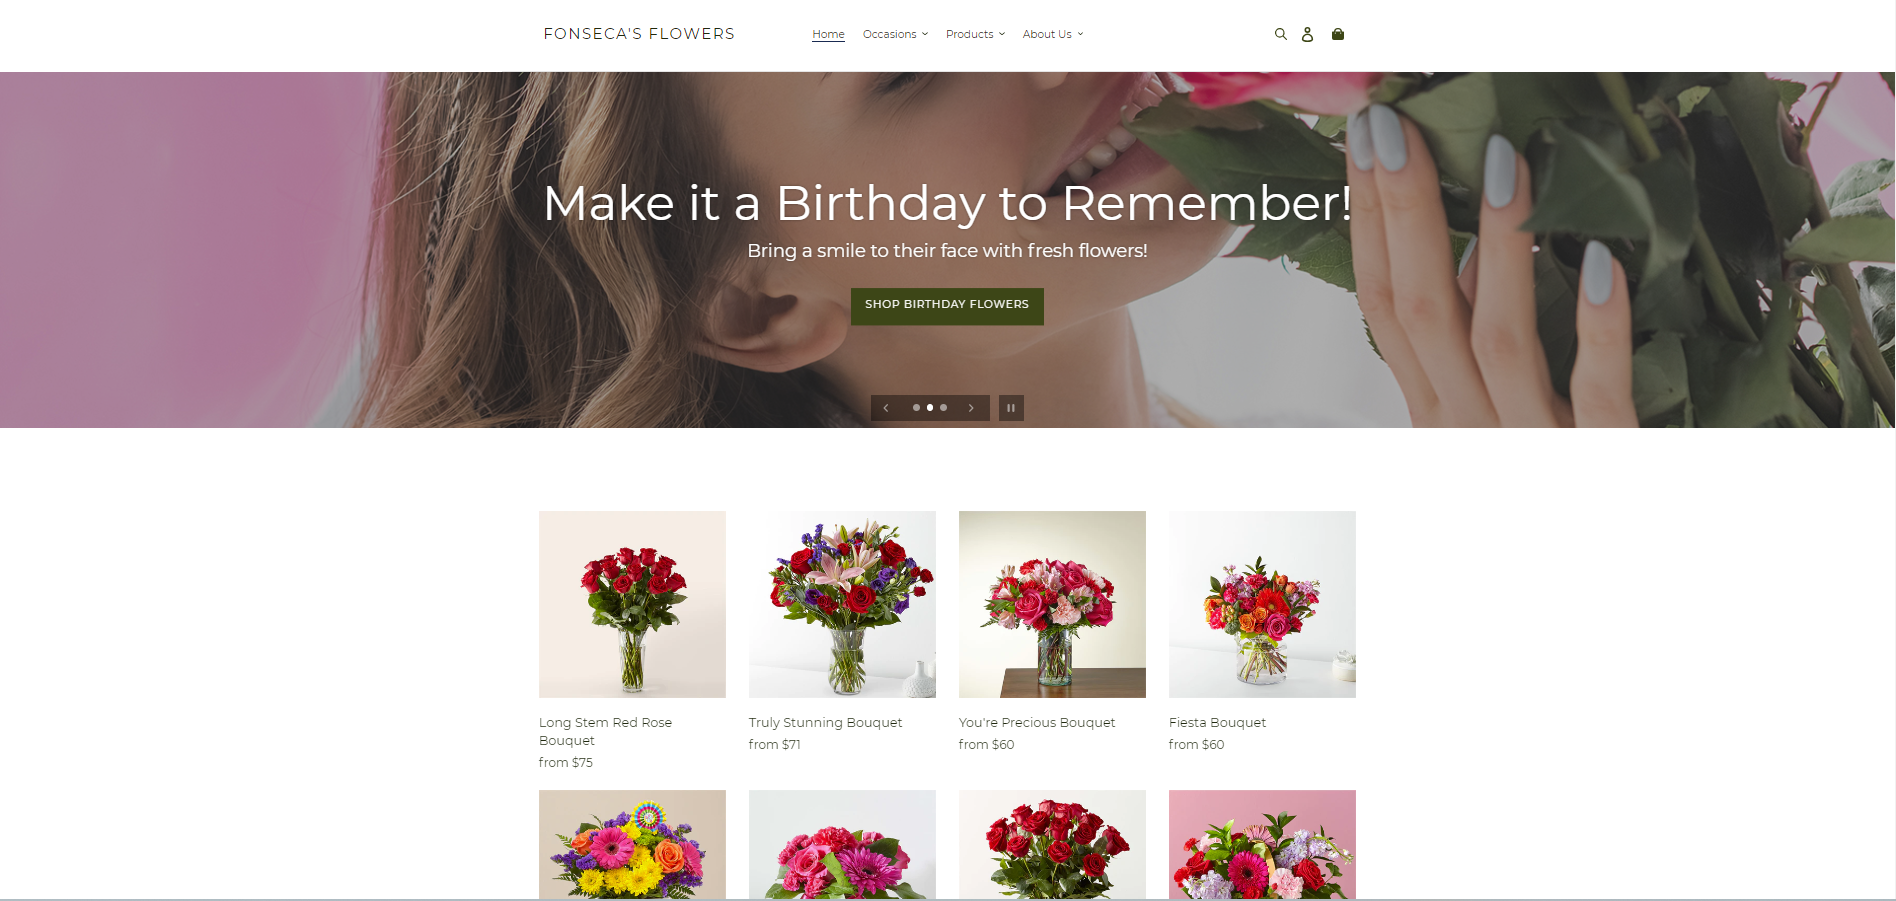 FONSECA'S FLOWERS
Home Occasions Products About Us
Make it a Birthday to Remember!
Bring a smile to their face with fresh flowers!
SHOP BIRTHDAY FLOWERS
Long Stem Red Rose
Bouquet
from $75
Truly Stunning Bouquet
from $71
You're Precious Bouquet
from $60
Fiesta Bouquet
from $60